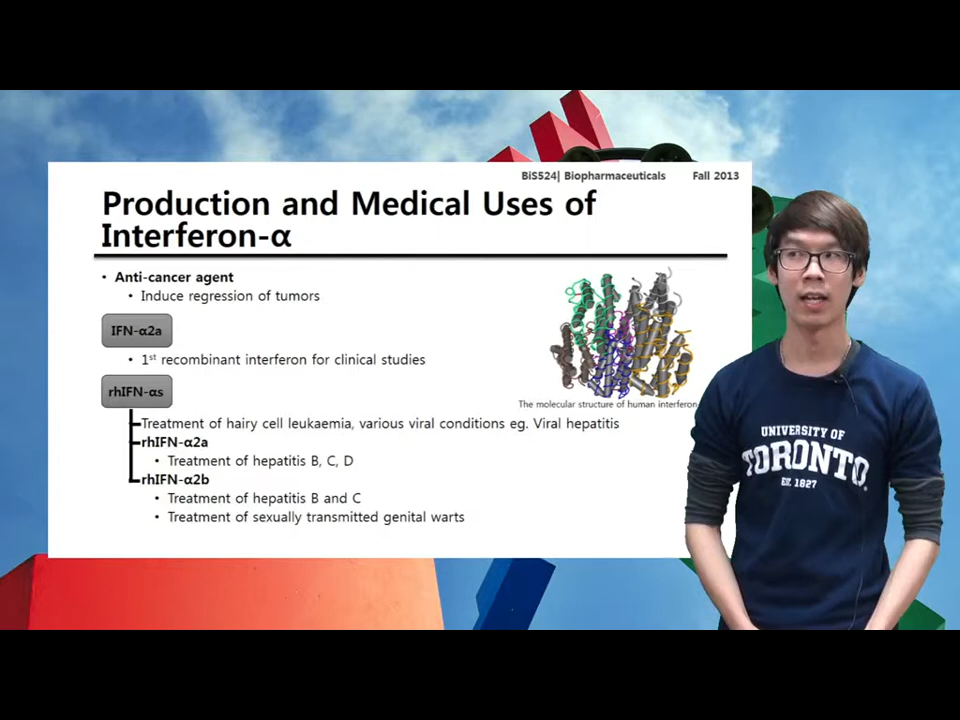 BiS524| Biopharmaceuticals Fall 2013
Production and Medical Uses of
Interferon-α
• Anti-cancer agent
• Induce regression of tumors
IFN-α2a
• 1st recombinant interferon for clinical studies
rhIFN-αs
The molecular structure of human interferon
Treatment of hairy cell leukaemia, various viral conditions eg. Viral hepatitis
rhIFN-α2a
• Treatment of hepatitis B, C, D
rhIFN-α2b
• Treatment of hepatitis B and C
• Treatment of sexually transmitted genital warts
UNIVERSITY OF
TORONTO
EST. 1827